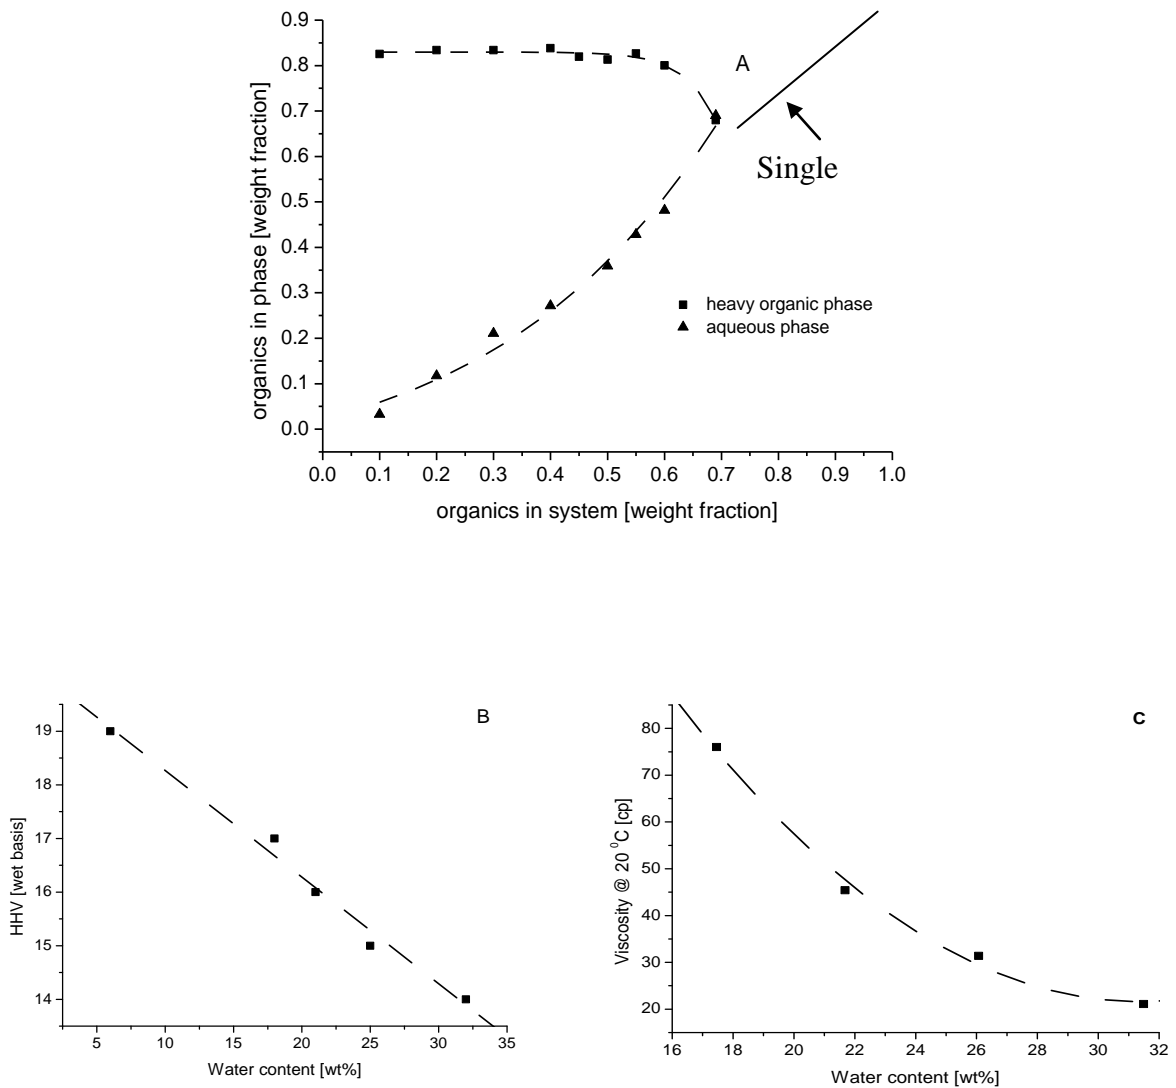 0.9
0.8
0.7
0.6
0.5
0.4
0.3
0.2
0.1
0.0
organics in phase [weight fraction]
A
Single
heavy organic phase
aqueous phase
0.0 0.1 0.2 0.3 0.4 0.5 0.6 0.7 0.8 0.9 1.0
organics in system [weight fraction]
B
19
18
17
16
15
14
HHV [wet basis]
5 10 15 20 25 30 35
Water content [wt%]
C
80
70
60
50
40
30
20
Viscosity @ 20 ⁰C [cp]
16 18 20 22 24 26 28 30 32
Water content [wt%]